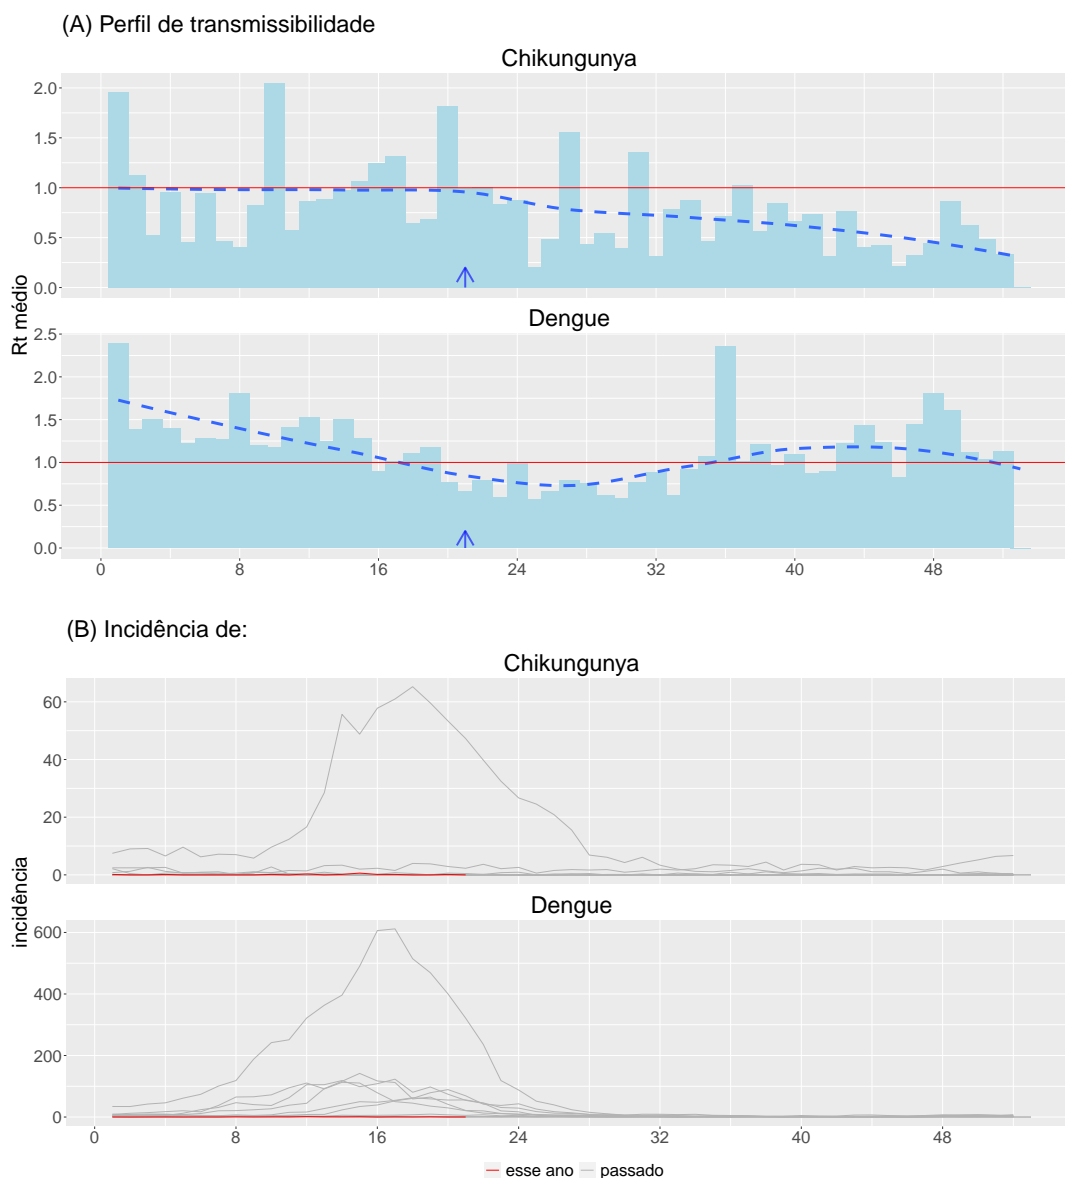 (A) Perfil de transmissibilidade
Chikungunya
2.0
1.5
1.0
0.5
0.0
Rt médio
Dengue
2.5
2.0
1.5
1.0
0.5
0.0
0 8 16 24 32 40 48
(B) Incidência de:
Chikungunya
60
40
20
0
incidência
Dengue
600
400
200
0
0 8 16 24 32 40 48
esse ano passado